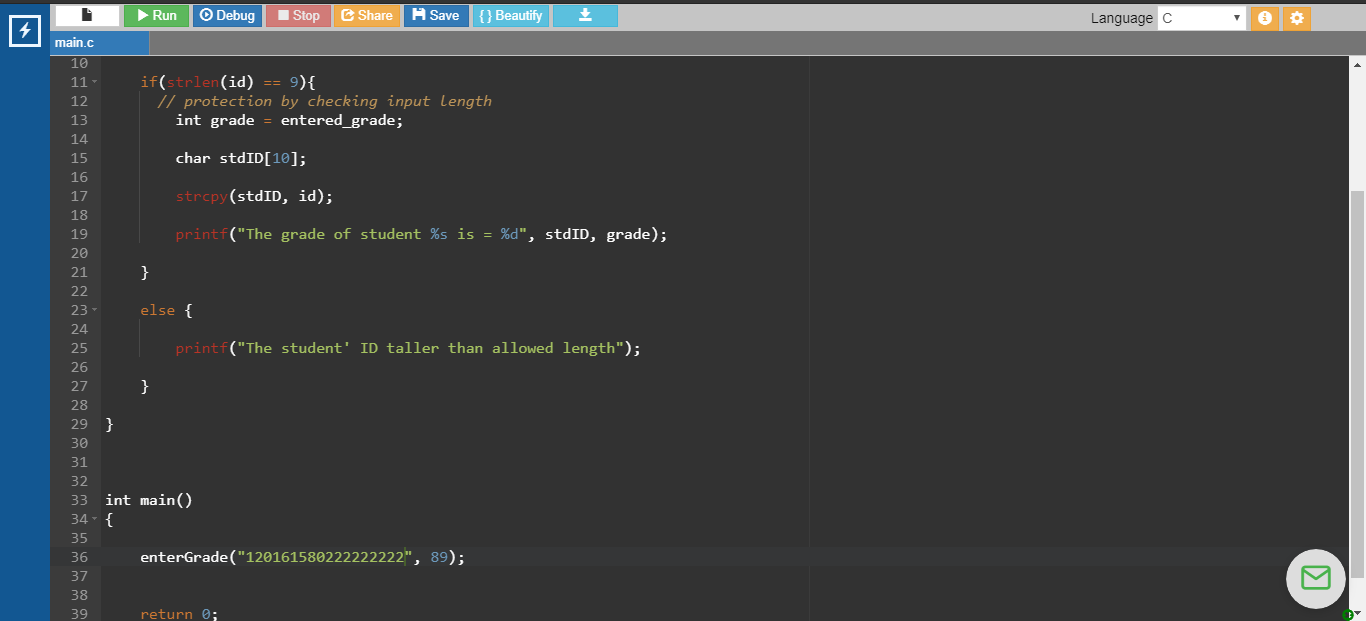 Run Debug Stop Share Save { } Beautify Language C
main.c
10
11 if(strlen(id) == 9){
12 // protection by checking input length
13 int grade = entered_grade;
14
15 char stdID[10];
16
17 strcpy(stdID, id);
18
19 printf("The grade of student %s is = %d", stdID, grade);
20
21 }
22
23 else {
24
25 printf("The student' ID taller than allowed length");
26
27 }
28
29 }
30
31
32
33 int main()
34 {
35
36 enterGrade("120161580222222222", 89);
37
38
39 return 0;